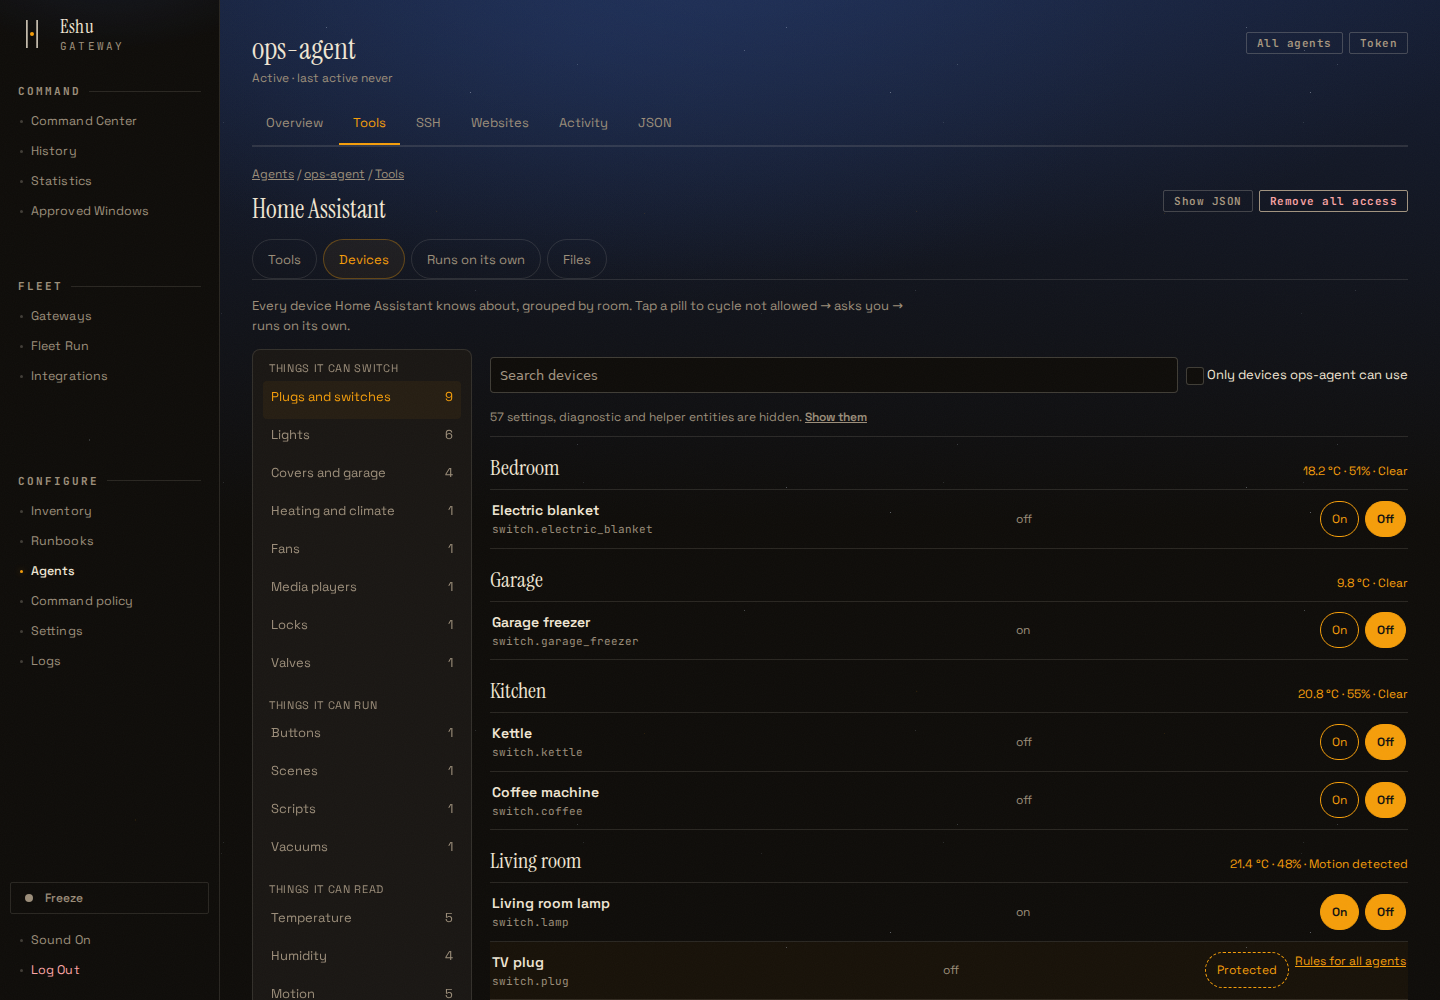 Eshu
GATEWAY
COMMAND
Command Center
History
Statistics
Approved Windows
FLEET
Gateways
Fleet Run
Integrations
CONFIGURE
Inventory
Runbooks
Agents
Command policy
Settings
Logs
Freeze
Sound On
Log Out
ops-agent
Active · last active never
All agents
Token
Overview
Tools
SSH
Websites
Activity
JSON
Agents / ops-agent / Tools
Home Assistant
Show JSON
Remove all access
Tools
Devices
Runs on its own
Files
Every device Home Assistant knows about, grouped by room. Tap a pill to cycle not allowed → asks you →
runs on its own.
THINGS IT CAN SWITCH
Plugs and switches 9
Lights 6
Covers and garage 4
Heating and climate 1
Fans 1
Media players 1
Locks 1
Valves 1
THINGS IT CAN RUN
Buttons 1
Scenes 1
Scripts 1
Vacuums 1
THINGS IT CAN READ
Temperature 5
Humidity 4
Motion 5
Search devices
Only devices ops-agent can use
57 settings, diagnostic and helper entities are hidden. Show them
Bedroom
18.2 °C · 51% · Clear
Electric blanket
switch.electric_blanket
off
On
Off
Garage
9.8 °C · Clear
Garage freezer
switch.garage_freezer
on
On
Off
Kitchen
20.8 °C · 55% · Clear
Kettle
switch.kettle
off
On
Off
Coffee machine
switch.coffee
off
On
Off
Living room
21.4 °C · 48% · Motion detected
Living room lamp
switch.lamp
on
On
Off
TV plug
switch.plug
off
Protected
Rules for all agents